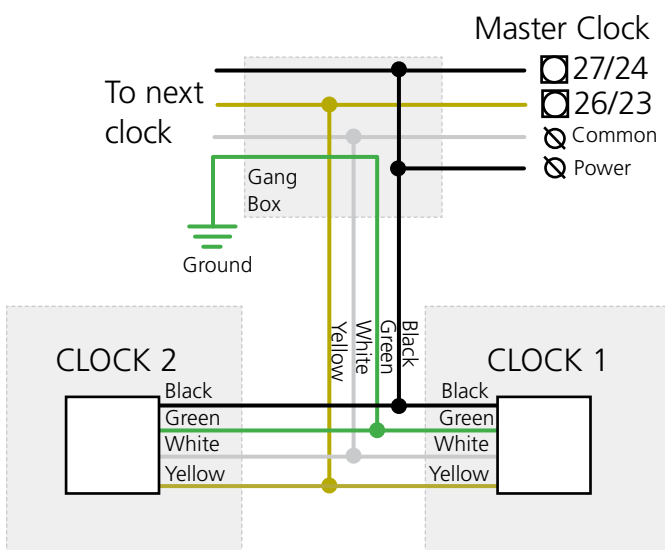 Master Clock
27/24
26/23
Common
Power
To next
clock
Gang
Box
Ground
Yellow
White
Green
Black
CLOCK 2
Black
Green
White
Yellow
CLOCK 1
Black
Green
White
Yellow